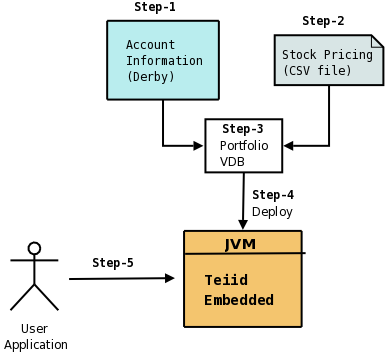 Step-1
Account
Information
(Derby)
Step-2
Stock Pricing
(CSV file)
Step-3
Portfolio
VDB
Step-4
Deploy
JVM
Teiid
Embedded
Step-5
User
Application